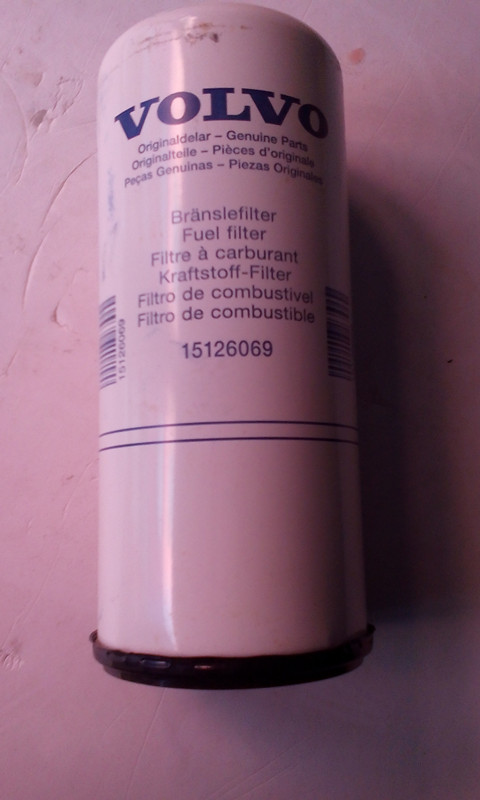 VOLVO
Originaldelar – Genuine Parts
Originalteile – Pièces d'originale
Peças Genuinas – Piezas Originales
Bränslefilter
Fuel filter
Filtre à carburant
Kraftstoff-Filter
Filtro de combustivel
Filtro de combustible
15126069
15126069